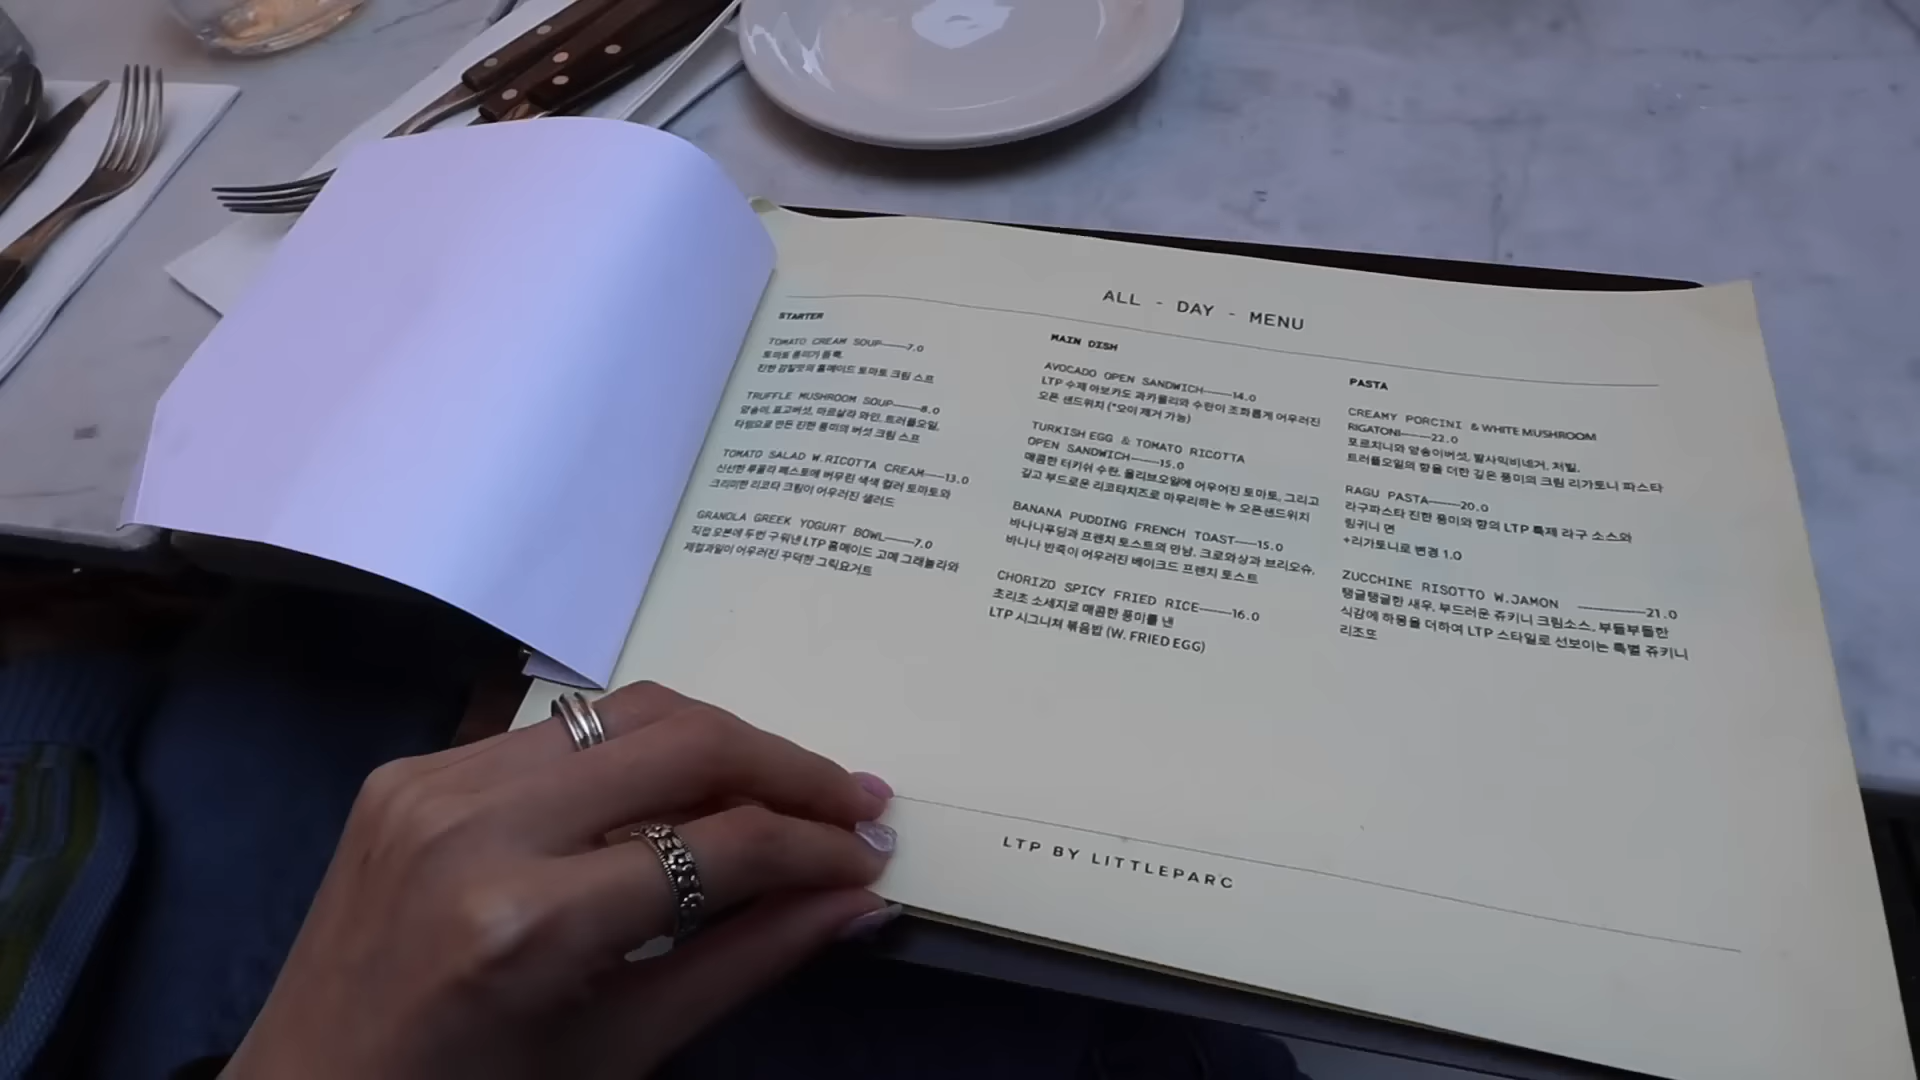 ALL - DAY - MENU
STARTER
TOMATO CREAM SOUP——7.0
토마토 풍미가 듬뿍,
진한 감칠맛의 홈메이드 토마토 크림 스프
TRUFFLE MUSHROOM SOUP——8.0
양송이, 표고버섯, 마르살라 와인, 트러플오일,
타임으로 만든 진한 풍미의 버섯 크림 스프
TOMATO SALAD W.RICOTTA CREAM——13.0
신선한 루꼴라 페스토에 버무린 색색 컬러 토마토와
크리미한 리코타 크림이 어우러진 샐러드
GRANOLA GREEK YOGURT BOWL——7.0
직접 오븐에 두번 구워낸 LTP 홈메이드 고메 그래놀라와
제철과일이 어우러진 꾸덕한 그릭요거트
MAIN DISH
AVOCADO OPEN SANDWICH——14.0
LTP 수제 아보카도 과카몰리와 수란이 조화롭게 어우러진
오픈 샌드위치 (*오이 제거 가능)
TURKISH EGG & TOMATO RICOTTA
OPEN SANDWICH——15.0
매콤한 터키쉬 수란, 올리브오일에 어우어진 토마토, 그리고
깊고 부드로운 리코타치즈로 마무리하는 뉴 오픈샌드위치
BANANA PUDDING FRENCH TOAST——15.0
바나나푸딩과 프렌치 토스트의 만남, 크로와상과 브리오슈,
바나나 반죽이 어우러진 베이크드 프렌치 토스트
CHORIZO SPICY FRIED RICE——16.0
초리조 소세지로 매콤한 풍미를 낸
LTP 시그니쳐 볶음밥 (W. FRIED EGG)
PASTA
CREAMY PORCINI & WHITE MUSHROOM
RIGATONI——22.0
포르치니와 양송이버섯, 발사믹비네거, 처빌,
트러플오일의 향을 더한 깊은 풍미의 크림 리가토니 파스타
RAGU PASTA——20.0
라구파스타 진한 풍미와 향의 LTP 특제 라구 소스와
링귀니 면
+리가토니로 변경 1.0
ZUCCHINE RISOTTO W.JAMON ——21.0
탱글탱글한 새우, 부드러운 쥬키니 크림소스, 부들부들한
식감에 하몽을 더하여 LTP 스타일로 선보이는 특별 쥬키니
리조또
LTP BY LITTLEPARC